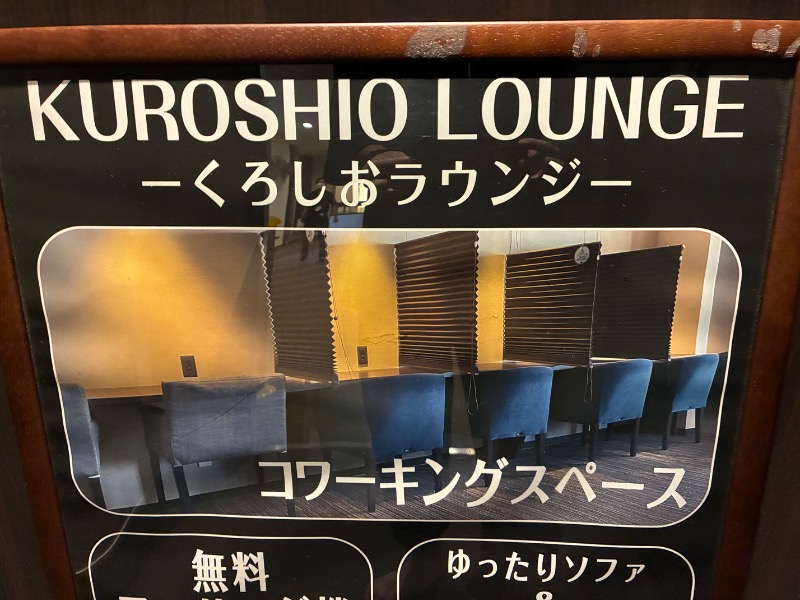 KUROSHIO LOUNGE
ーくろしおラウンジー
コワーキングスペース
無料
ゆったりソファ
&